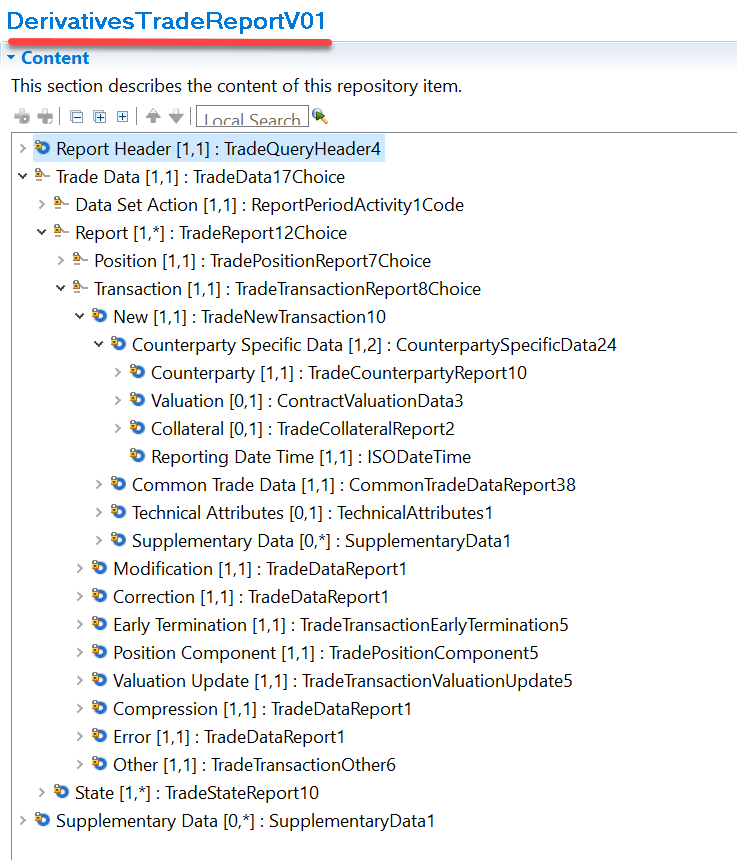 DerivativesTradeReportV01
Content
This section describes the content of this repository item.
Local Search
Report Header [1,1] : TradeQueryHeader4
Trade Data [1,1] : TradeData17Choice
Data Set Action [1,1] : ReportPeriodActivity1Code
Report [1,*] : TradeReport12Choice
Position [1,1] : TradePositionReport7Choice
Transaction [1,1] : TradeTransactionReport8Choice
New [1,1] : TradeNewTransaction10
Counterparty Specific Data [1,2] : CounterpartySpecificData24
Counterparty [1,1] : TradeCounterpartyReport10
Valuation [0,1] : ContractValuationData3
Collateral [0,1] : TradeCollateralReport2
Reporting Date Time [1,1] : ISODateTime
Common Trade Data [1,1] : CommonTradeDataReport38
Technical Attributes [0,1] : TechnicalAttributes1
Supplementary Data [0,*] : SupplementaryData1
Modification [1,1] : TradeDataReport1
Correction [1,1] : TradeDataReport1
Early Termination [1,1] : TradeTransactionEarlyTermination5
Position Component [1,1] : TradePositionComponent5
Valuation Update [1,1] : TradeTransactionValuationUpdate5
Compression [1,1] : TradeDataReport1
Error [1,1] : TradeDataReport1
Other [1,1] : TradeTransactionOther6
State [1,*] : TradeStateReport10
Supplementary Data [0,*] : SupplementaryData1